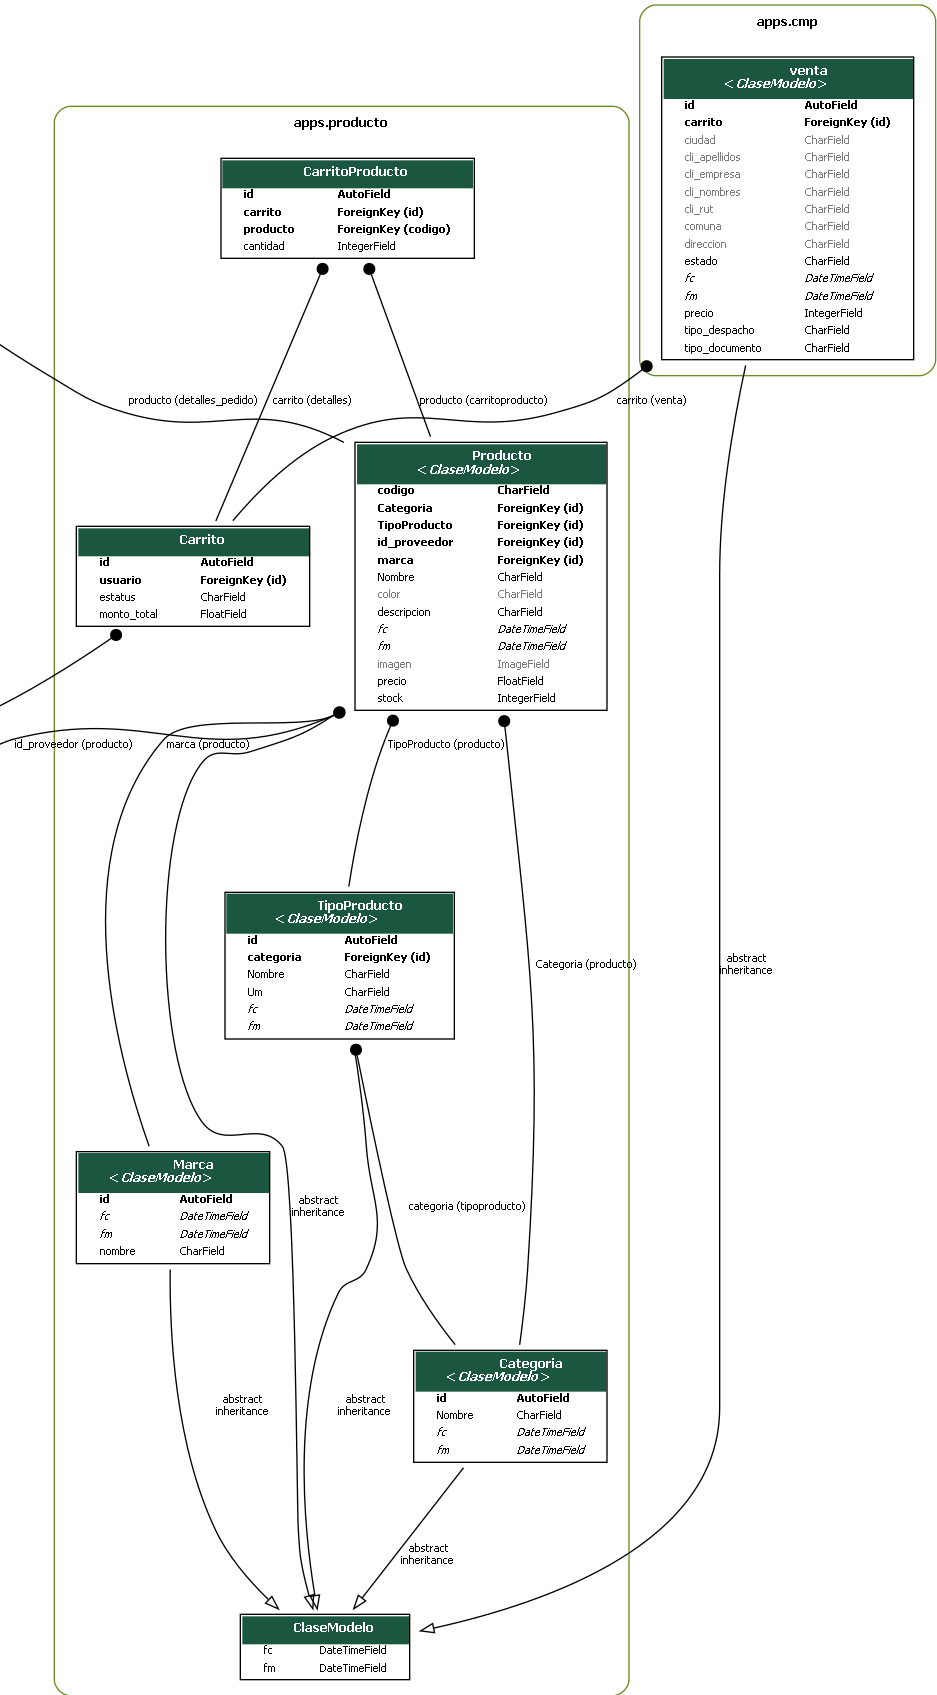 apps.cmp
venta
<ClaseModelo>
id AutoField
carrito ForeignKey (id)
ciudad CharField
cli_apellidos CharField
cli_empresa CharField
cli_nombres CharField
cli_rut CharField
comuna CharField
direccion CharField
estado CharField
fc DateTimeField
fm DateTimeField
precio IntegerField
tipo_despacho CharField
tipo_documento CharField
apps.producto
CarritoProducto
id AutoField
carrito ForeignKey (id)
producto ForeignKey (codigo)
cantidad IntegerField
producto (detalles_pedido)
carrito (detalles)
producto (carritoproducto)
carrito (venta)
Producto
<ClaseModelo>
codigo CharField
Categoria ForeignKey (id)
TipoProducto ForeignKey (id)
id_proveedor ForeignKey (id)
marca ForeignKey (id)
Nombre CharField
color CharField
descripcion CharField
fc DateTimeField
fm DateTimeField
imagen ImageField
precio FloatField
stock IntegerField
Carrito
id AutoField
usuario ForeignKey (id)
estatus CharField
monto_total FloatField
id_proveedor (producto)
marca (producto)
TipoProducto (producto)
TipoProducto
<ClaseModelo>
id AutoField
categoria ForeignKey (id)
Nombre CharField
Um CharField
fc DateTimeField
fm DateTimeField
Categoria (producto)
abstract
inheritance
Marca
<ClaseModelo>
id AutoField
fc DateTimeField
fm DateTimeField
nombre CharField
abstract
inheritance
categoria (tipoproducto)
Categoria
<ClaseModelo>
id AutoField
Nombre CharField
fc DateTimeField
fm DateTimeField
abstract
inheritance
abstract
inheritance
abstract
inheritance
ClaseModelo
fc DateTimeField
fm DateTimeField